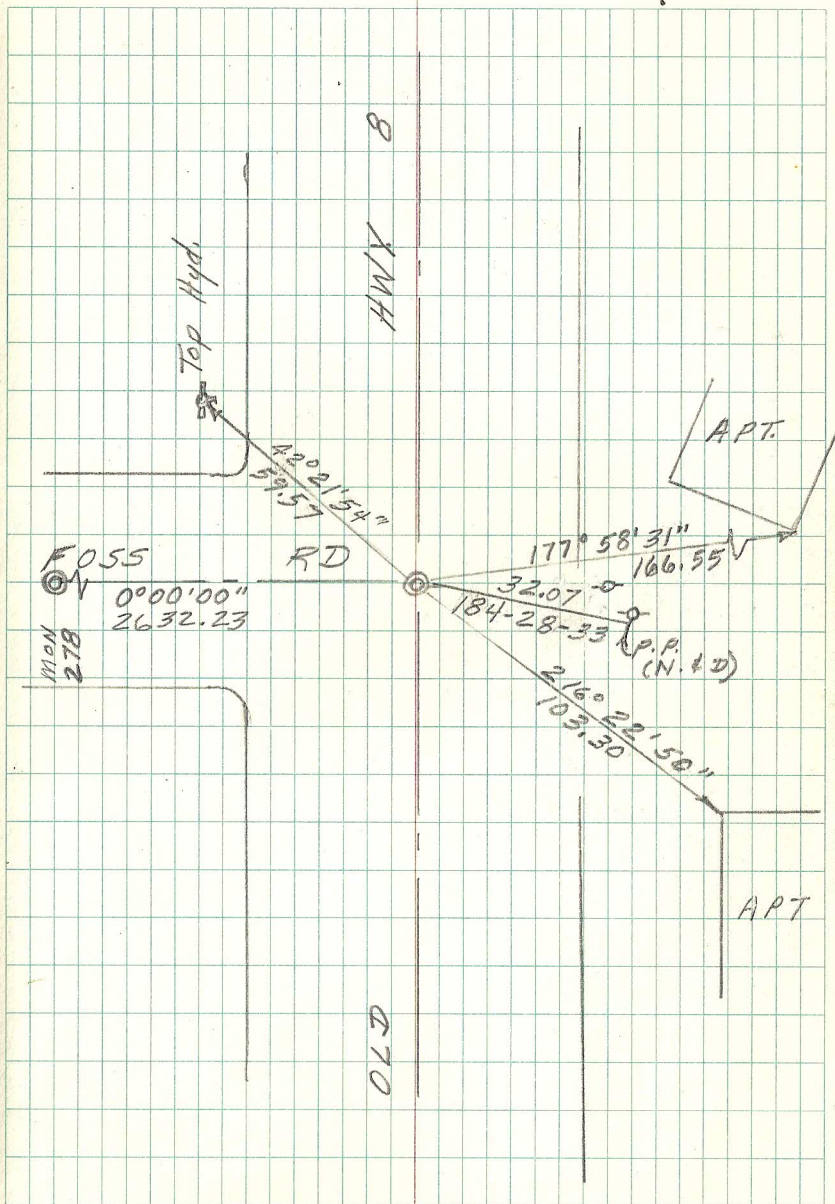 8
HWY
Top Hyd.
42°21'54"
59.57
APT.
177° 58' 31"
166.55
FOSS RD
0°00'00"
2632.23
MON
278
32.07
184-28-33
P.P.
(N. & D)
216° 22' 50"
103.30
APT
OLD